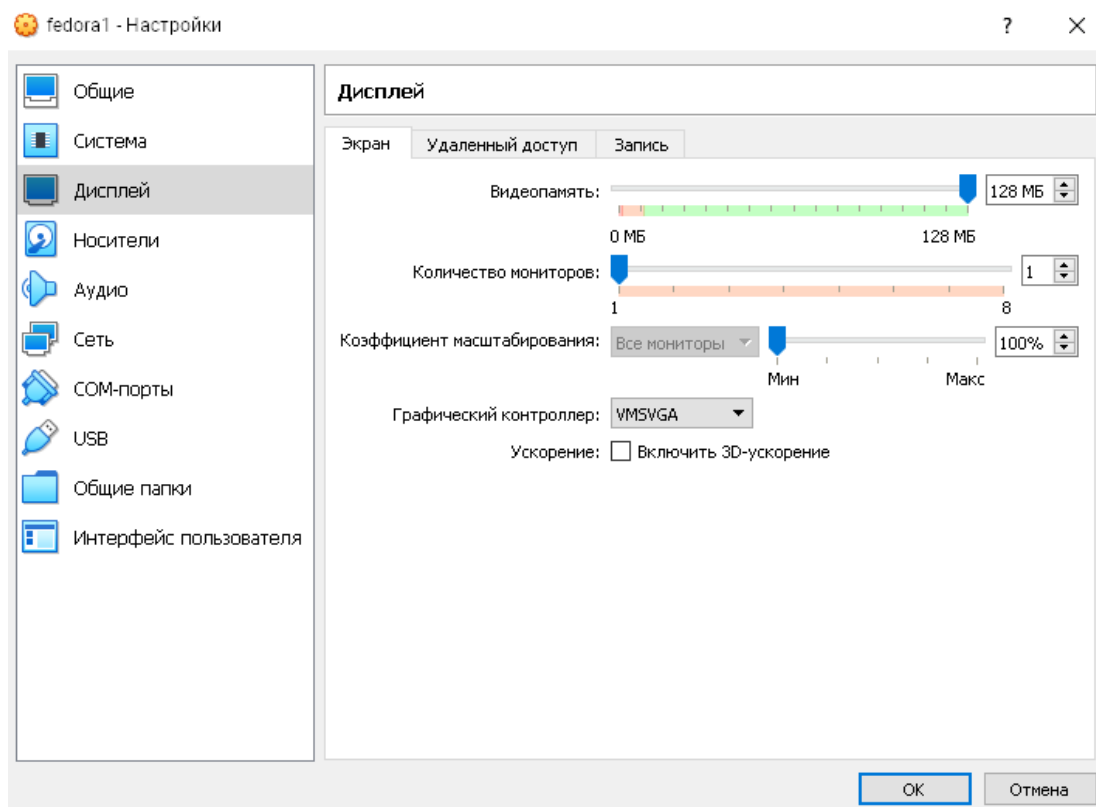 fedora1 - Настройки
?
Общие
Система
Дисплей
Носители
Аудио
Сеть
COM-порты
USB
Общие папки
Интерфейс пользователя
Дисплей
Экран Удаленный доступ Запись
Видеопамять: 128 МБ
0 МБ 128 МБ
Количество мониторов: 1
1 8
Коэффициент масштабирования: Все мониторы 100%
Мин Макс
Графический контроллер: VMSVGA
Ускорение: Включить 3D-ускорение
OK Отмена